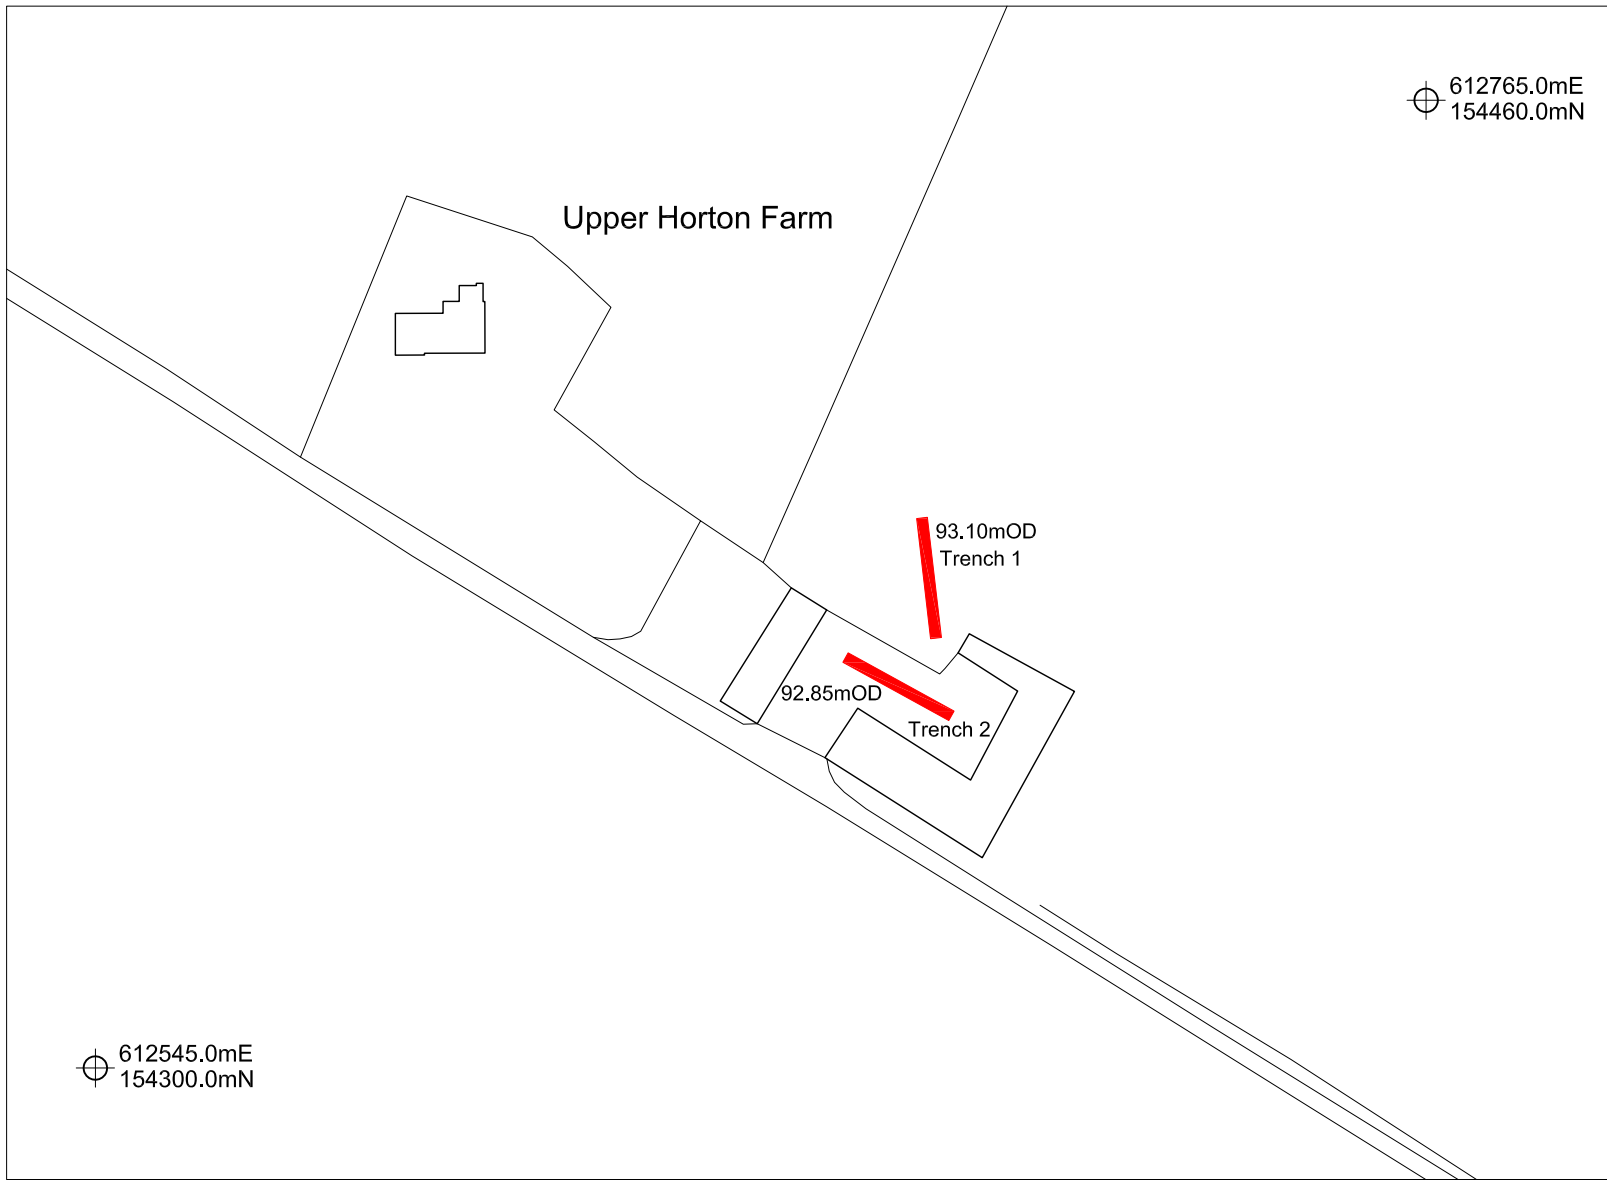 612765.0mE
154460.0mN
Upper Horton Farm
93.10mOD
Trench 1
92.85mOD
Trench 2
612545.0mE
154300.0mN